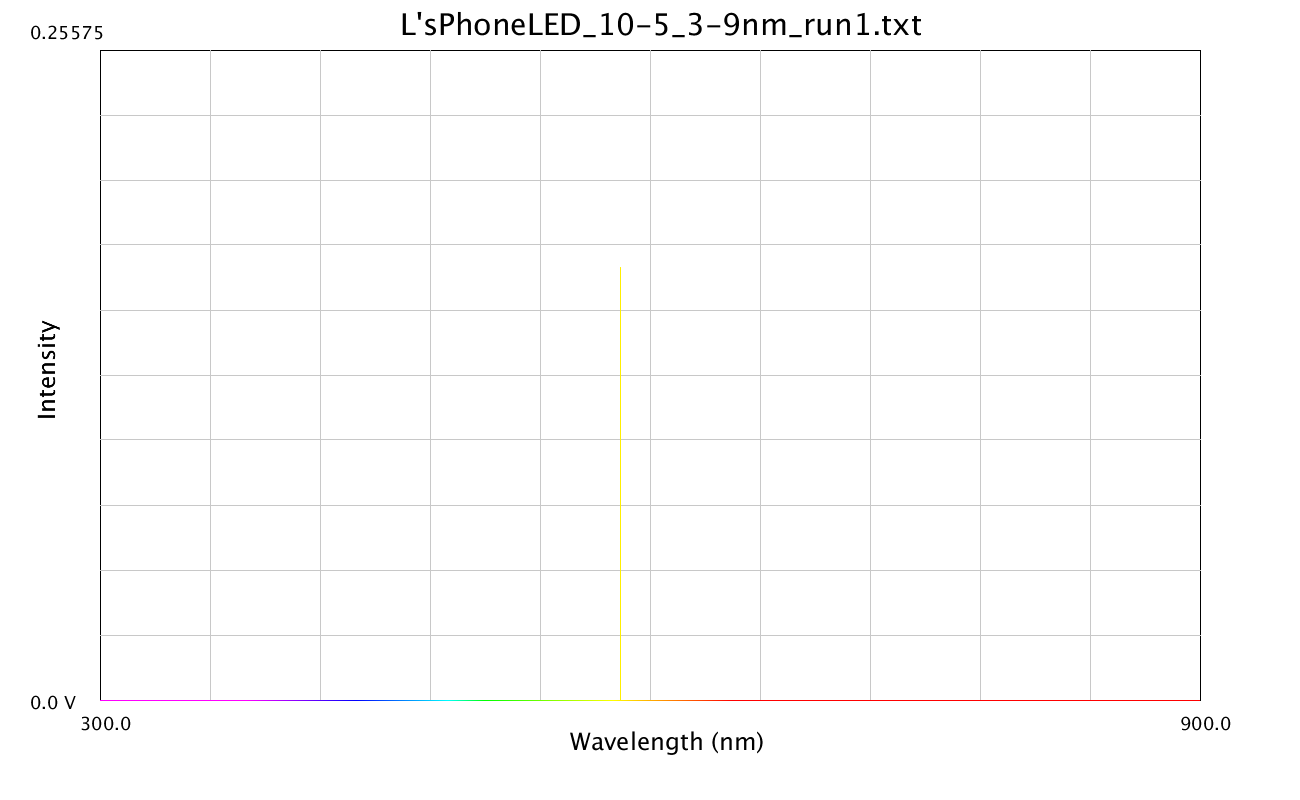 L'sPhoneLED_10-5_3-9nm_run1.txt
0.25575
Intensity
0.0 V
300.0
900.0
Wavelength (nm)